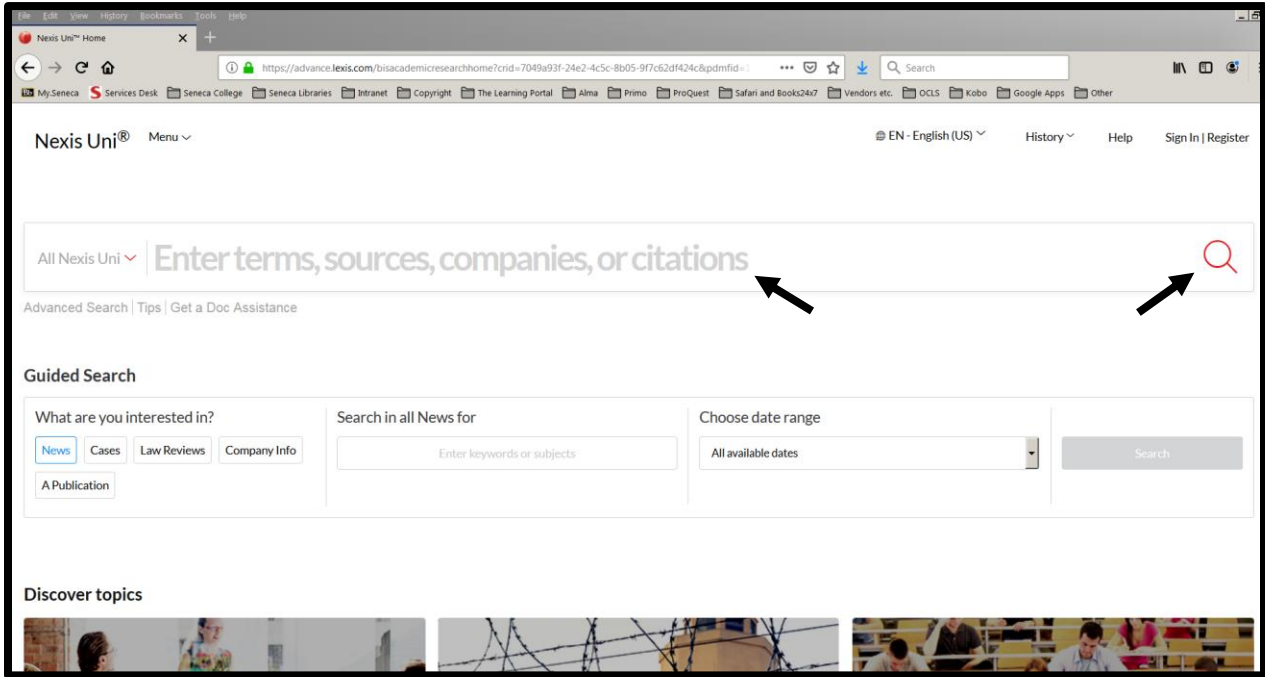 File Edit View History Bookmarks Tools Help
Nexis Uni™ Home
https://advance.lexis.com/bisacademicresearchhome?crid=7049a93f-24e2-4c5c-8b05-9f7c62df424c&pdmfid=
Search
My.Seneca Services Desk Seneca College Seneca Libraries Intranet Copyright The Learning Portal Alma Primo ProQuest Safari and Books24x7 Vendors etc. OCLS Kobo Google Apps Other
Nexis Uni® Menu EN - English (US) History Help Sign In | Register
All Nexis Uni Enter terms, sources, companies, or citations
Advanced Search | Tips | Get a Doc Assistance
Guided Search
What are you interested in? Search in all News for Choose date range
News Cases Law Reviews Company Info Enter keywords or subjects All available dates Search
A Publication
Discover topics